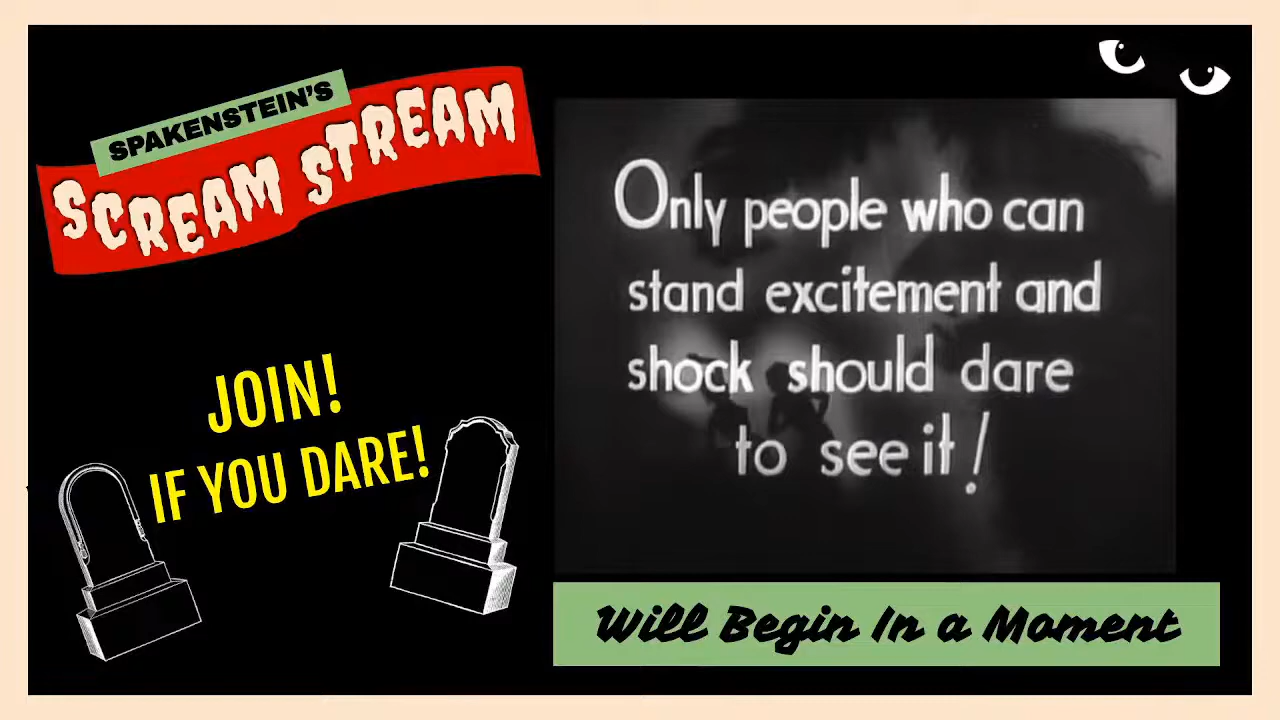 SPAKENSTEIN'S
SCREAM STREAM
JOIN!
IF YOU DARE!
Only people who can
stand excitement and
shock should dare
to see it!
Will Begin In a Moment